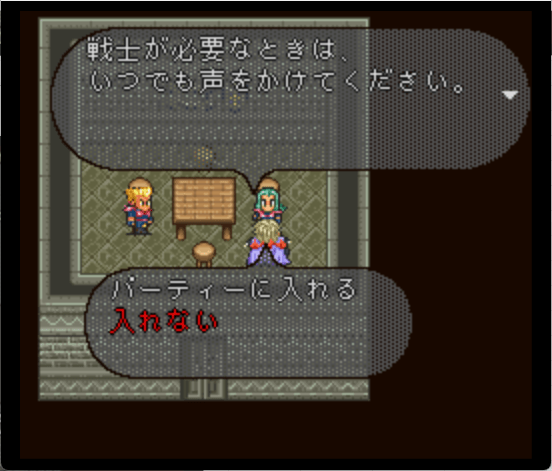 戦士が必要なときは、
いつでも声をかけてください。
パーティーに入れる
入れない